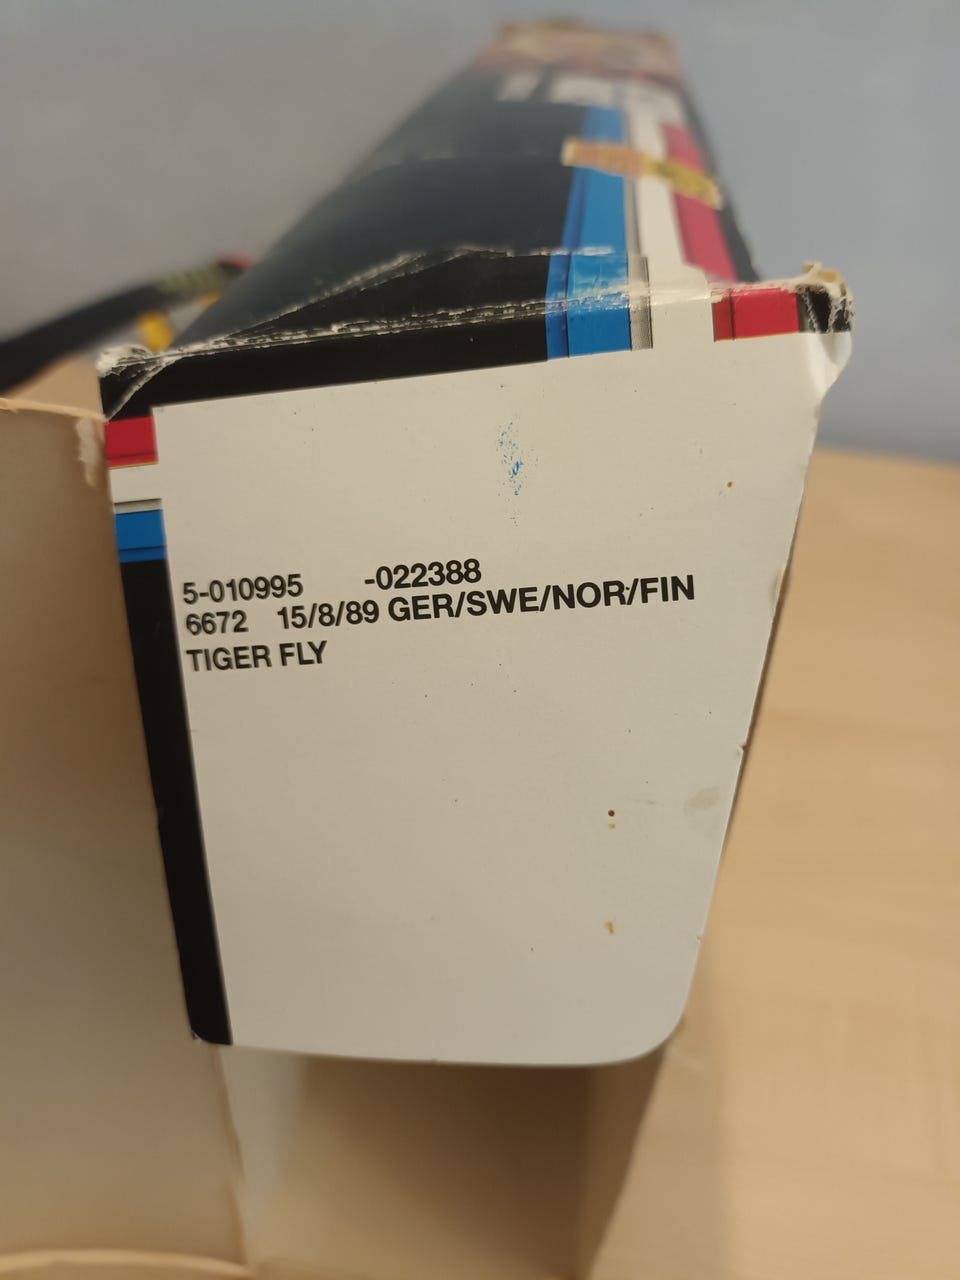 5-010995 -022388
6672 15/8/89 GER/SWE/NOR/FIN
TIGER FLY